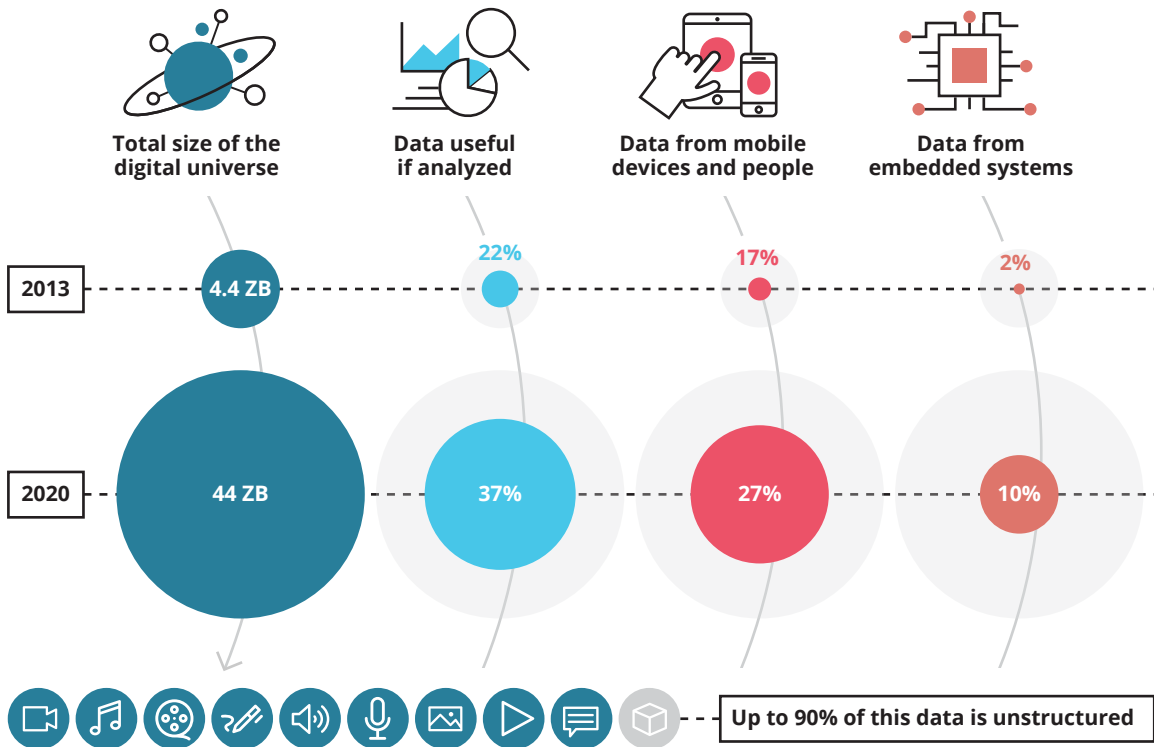 Total size of the
digital universe
Data useful
if analyzed
Data from mobile
devices and people
Data from
embedded systems
2013
4.4 ZB
22%
17%
2%
2020
44 ZB
37%
27%
10%
Up to 90% of this data is unstructured